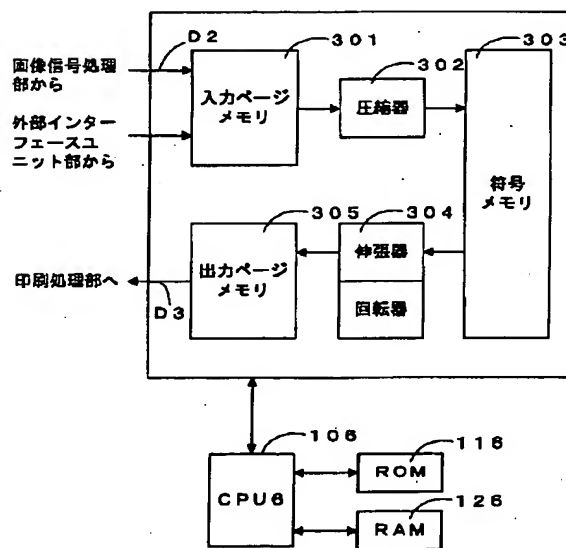 D2
301
302
303
画像信号処理
部から
入力ページ
メモリ
圧縮器
外部インター
フェースユ
ニット部から
符号
メモリ
305
304
伸張器
出力ページ
メモリ
回転器
印刷処理部へ
D3
106
116
CPU6
ROM
126
RAM